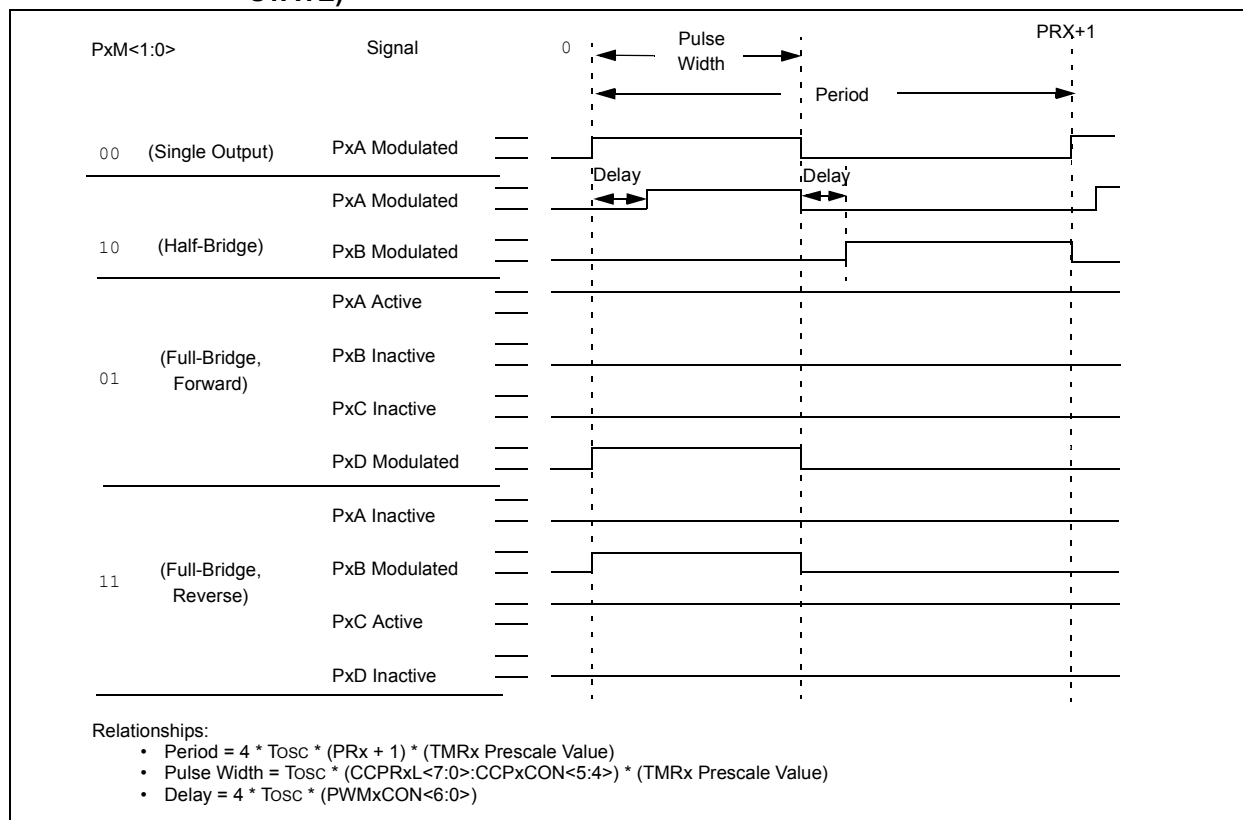 STATE)
PxM<1:0> Signal 0 Pulse Width PRX+1
Period
00 (Single Output) PxA Modulated
Delay Delay
PxA Modulated
10 (Half-Bridge) PxB Modulated
PxA Active
01 (Full-Bridge, Forward) PxB Inactive
PxC Inactive
PxD Modulated
PxA Inactive
11 (Full-Bridge, Reverse) PxB Modulated
PxC Active
PxD Inactive
Relationships:
• Period = 4 * TOSC * (PRx + 1) * (TMRx Prescale Value)
• Pulse Width = TOSC * (CCPRxL<7:0>:CCPxCON<5:4>) * (TMRx Prescale Value)
• Delay = 4 * TOSC * (PWMxCON<6:0>)